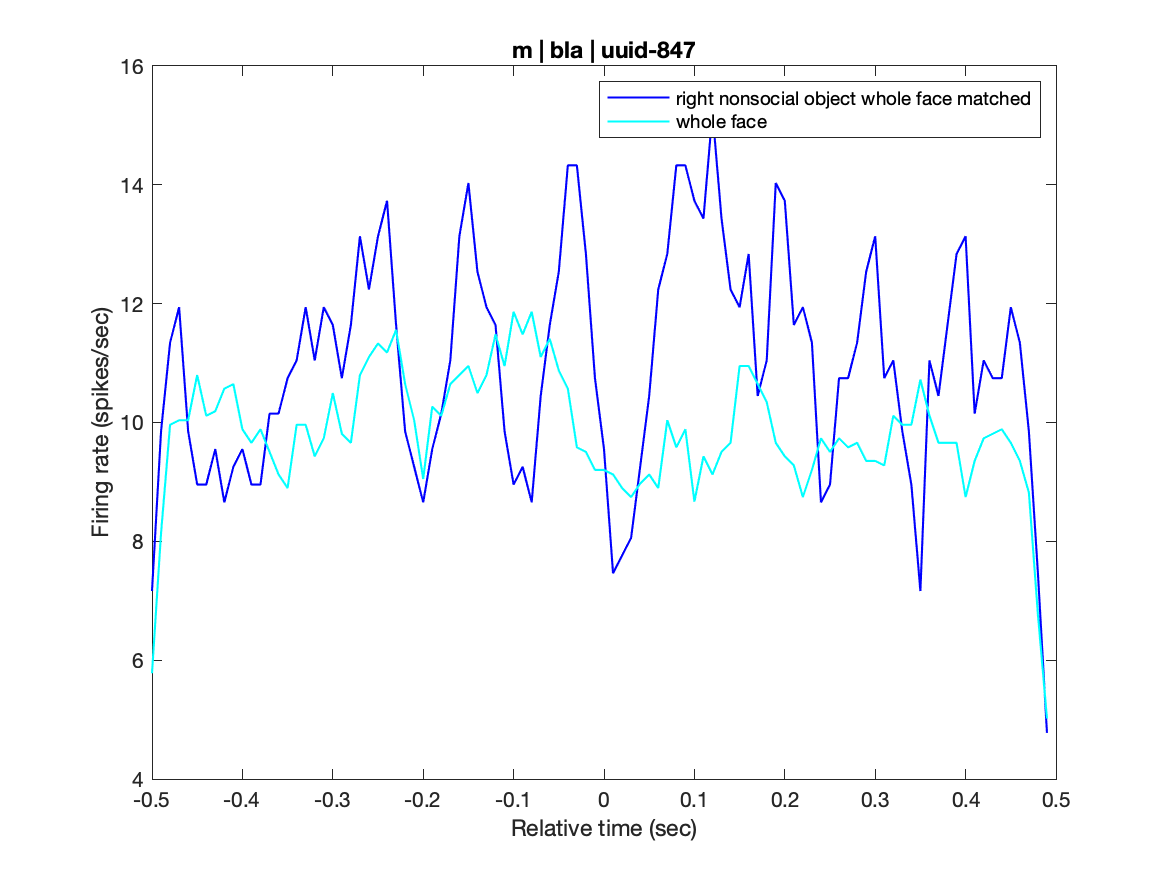 m | bla | uuid-847
16
right nonsocial object whole face matched
whole face
14
12
10
8
6
4
Firing rate (spikes/sec)
-0.5 -0.4 -0.3 -0.2 -0.1 0 0.1 0.2 0.3 0.4 0.5
Relative time (sec)